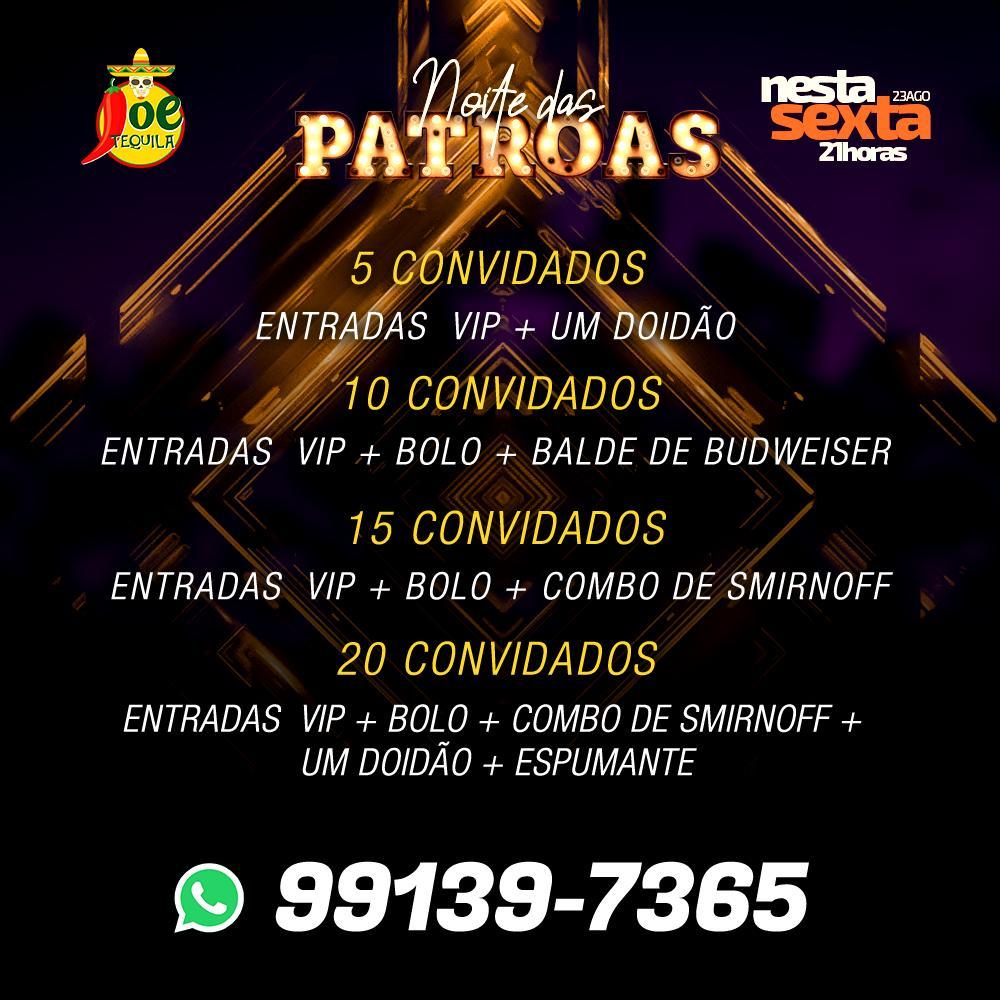 Joe
TEQUILA
Noite das
PATROAS
nesta
23AGO
sexta
21horas
5 CONVIDADOS
ENTRADAS VIP + UM DOIDÃO
10 CONVIDADOS
ENTRADAS VIP + BOLO + BALDE DE BUDWEISER
15 CONVIDADOS
ENTRADAS VIP + BOLO + COMBO DE SMIRNOFF
20 CONVIDADOS
ENTRADAS VIP + BOLO + COMBO DE SMIRNOFF +
UM DOIDÃO + ESPUMANTE
99139-7365